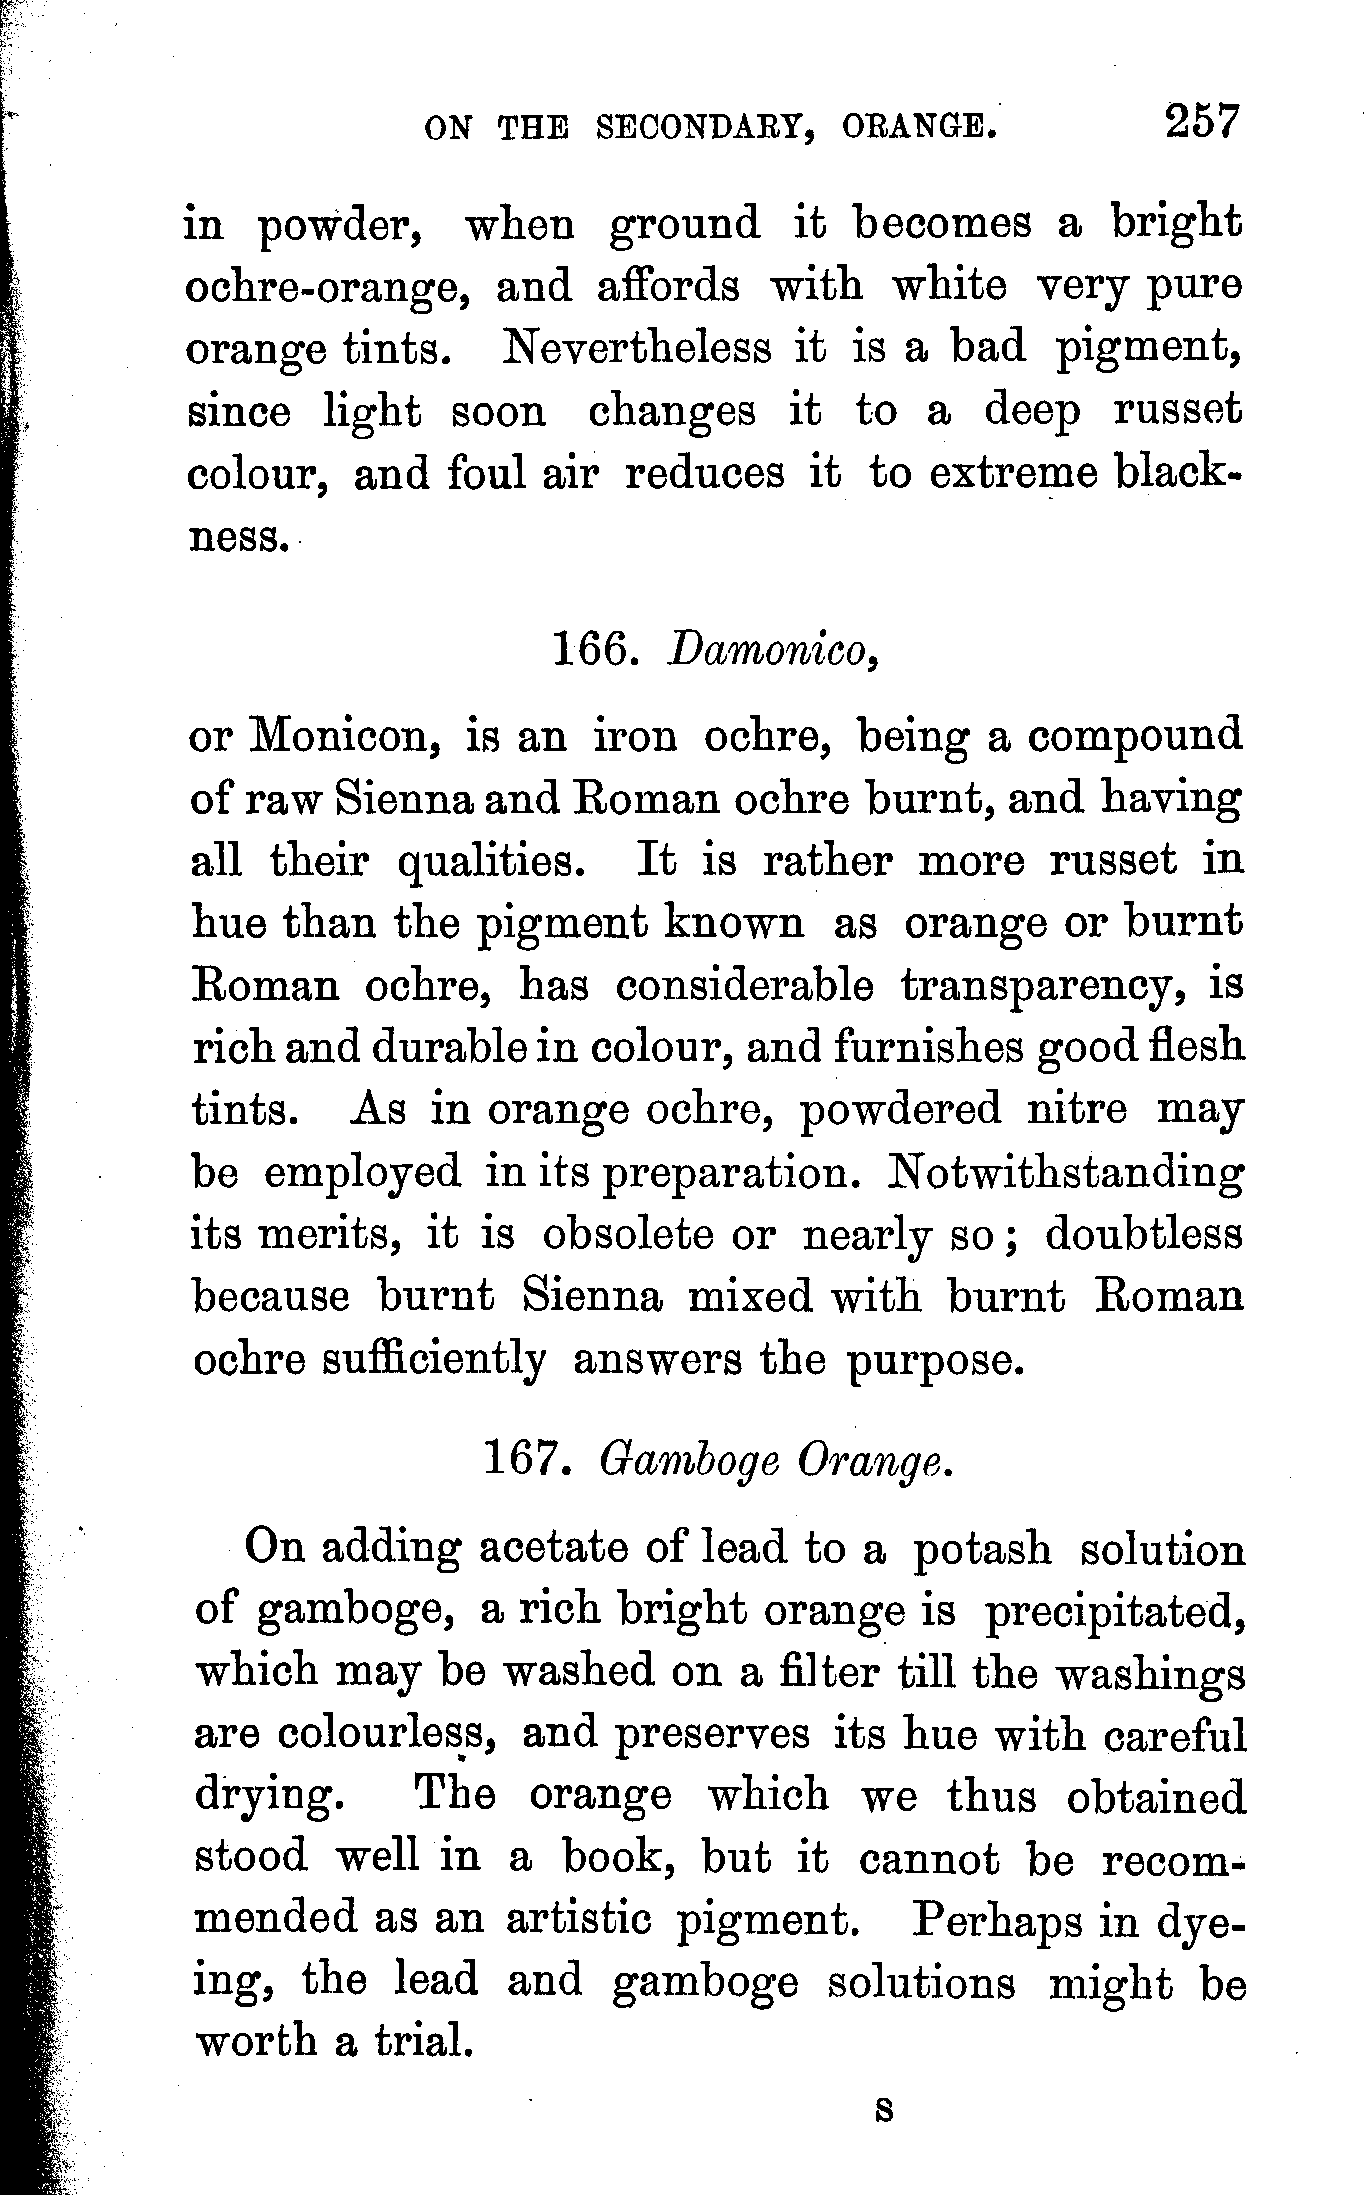 ON THE SECONDARY, ORANGE. 257
in powder, when ground it becomes a bright
ochre-orange, and affords with white very pure
orange tints. Nevertheless it is a bad pigment,
since light soon changes it to a deep russet
colour, and foul air reduces it to extreme black-
ness.
166. Damonico,
or Monicon, is an iron ochre, being a compound
of raw Sienna and Roman ochre burnt, and having
all their qualities. It is rather more russet in
hue than the pigment known as orange or burnt
Roman ochre, has considerable transparency, is
rich and durable in colour, and furnishes good flesh
tints. As in orange ochre, powdered nitre may
be employed in its preparation. Notwithstanding
its merits, it is obsolete or nearly so; doubtless
because burnt Sienna mixed with burnt Roman
ochre sufficiently answers the purpose.
167. Gamboge Orange.
On adding acetate of lead to a potash solution
of gamboge, a rich bright orange is precipitated,
which may be washed on a filter till the washings
are colourless, and preserves its hue with careful
drying. The orange which we thus obtained
stood well in a book, but it cannot be recom-
mended as an artistic pigment. Perhaps in dye-
ing, the lead and gamboge solutions might be
worth a trial.
S